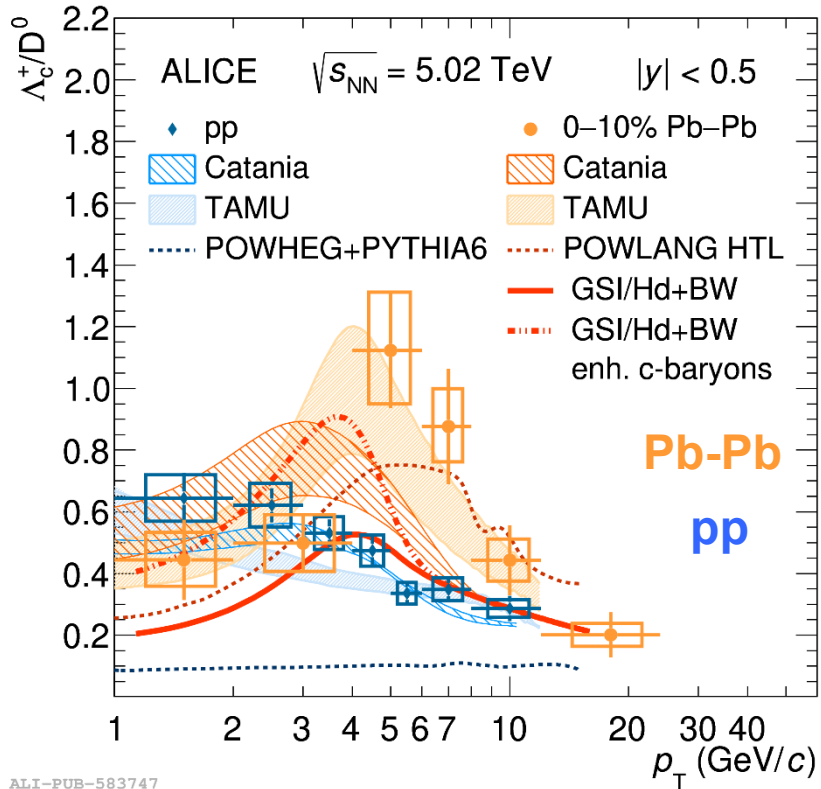 Λc+/D0
2.2
2.0
1.8
1.6
1.4
1.2
1.0
0.8
0.6
0.4
0.2
ALICE √sNN = 5.02 TeV |y| < 0.5
pp
Catania
TAMU
POWHEG+PYTHIA6
0−10% Pb−Pb
Catania
TAMU
POWLANG HTL
GSI/Hd+BW
GSI/Hd+BW
enh. c-baryons
Pb-Pb
pp
1 2 3 4 5 6 7 10 20 30 40
pT (GeV/c)
ALI-PUB-583747